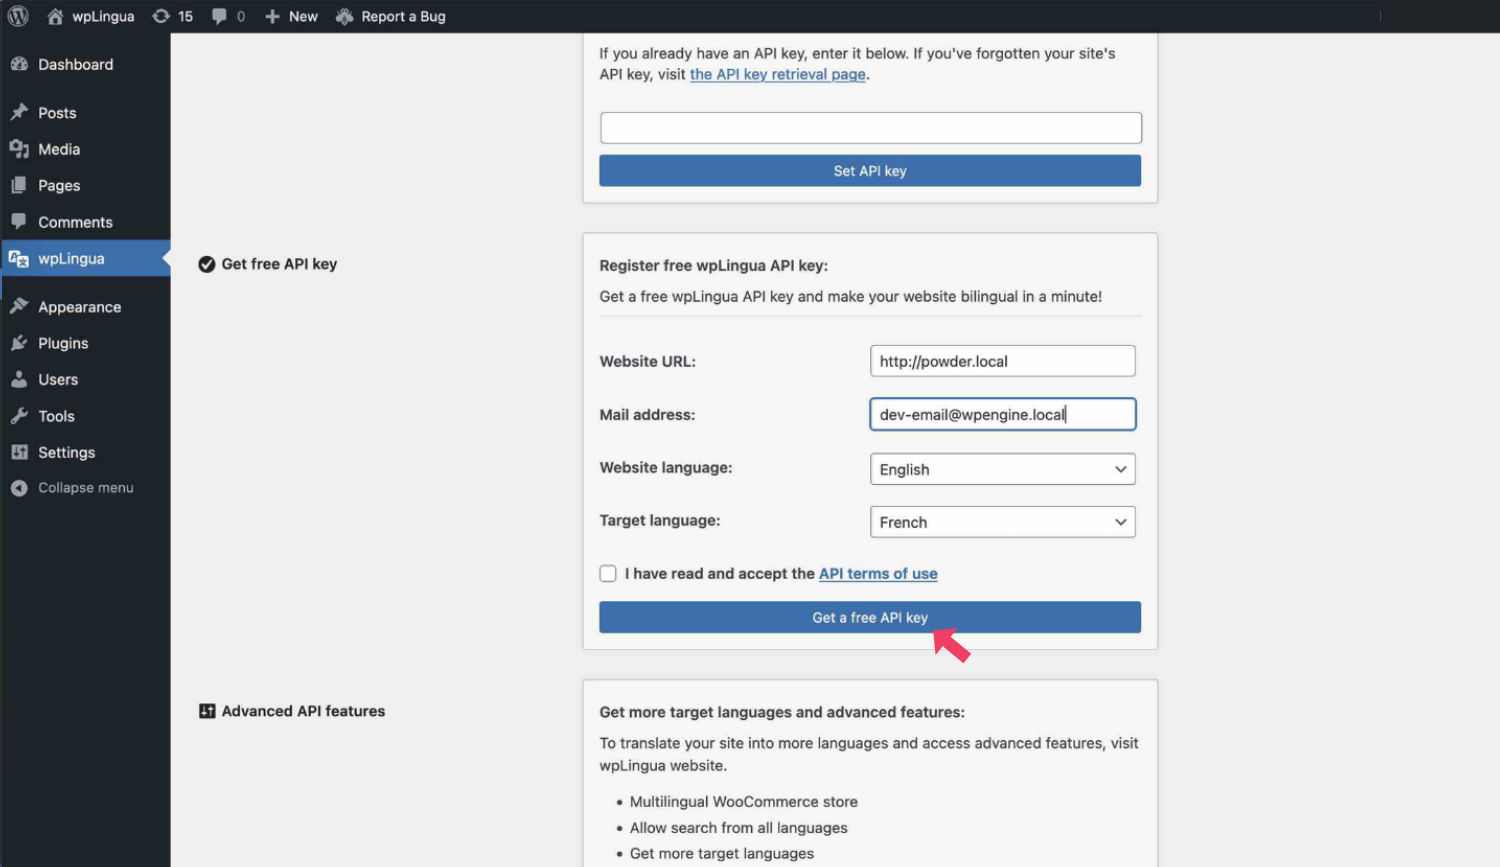 wpLingua 15 0 New Report a Bug
Dashboard
Posts
Media
Pages
Comments
wpLingua
Appearance
Plugins
Users
Tools
Settings
Collapse menu
If you already have an API key, enter it below. If you've forgotten your site's
API key, visit the API key retrieval page.
Set API key
Get free API key
Register free wpLingua API key:
Get a free wpLingua API key and make your website bilingual in a minute!
Website URL: http://powder.local
Mail address: dev-email@wpengine.local
Website language: English
Target language: French
I have read and accept the API terms of use
Get a free API key
Advanced API features
Get more target languages and advanced features:
To translate your site into more languages and access advanced features, visit
wpLingua website.
• Multilingual WooCommerce store
• Allow search from all languages
• Get more target languages